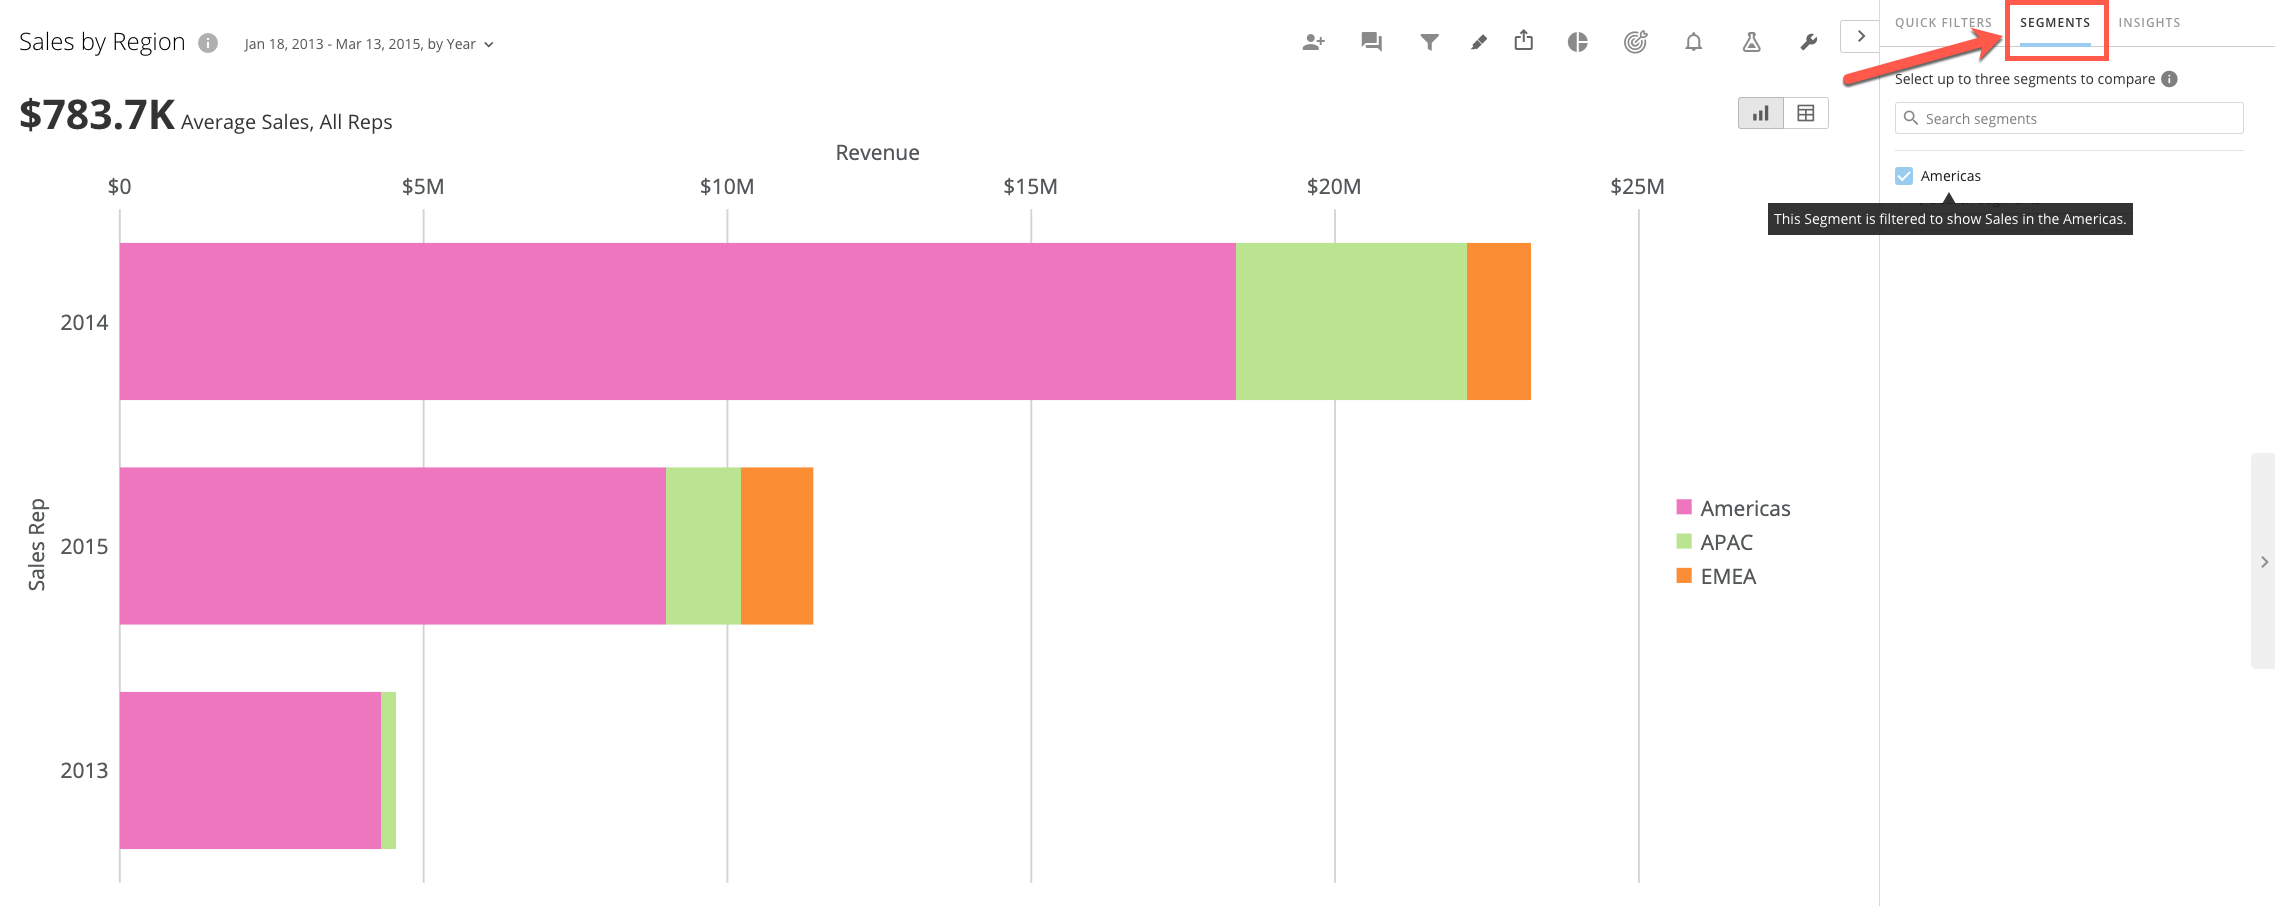 Sales by Region
Jan 18, 2013 - Mar 13, 2015, by Year
QUICK FILTERS
SEGMENTS
INSIGHTS
Select up to three segments to compare
Search segments
Americas
This Segment is filtered to show Sales in the Americas.
$783.7K Average Sales, All Reps
Revenue
$0
$5M
$10M
$15M
$20M
$25M
Sales Rep
2014
2015
2013
Americas
APAC
EMEA